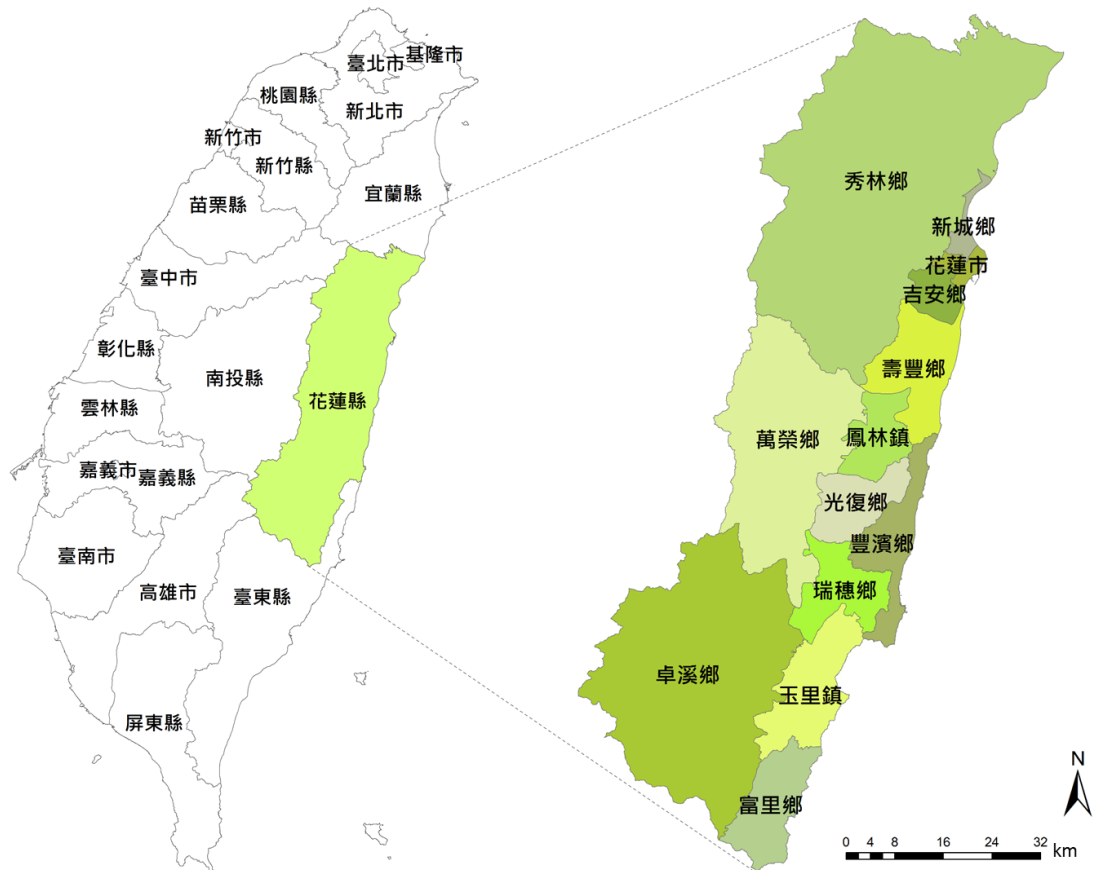 臺北市
基隆市
桃園縣
新北市
新竹市
新竹縣
宜蘭縣
苗栗縣
臺中市
彰化縣
南投縣
花蓮縣
雲林縣
嘉義市
嘉義縣
臺南市
高雄市
臺東縣
屏東縣
秀林鄉
新城鄉
花蓮市
吉安鄉
壽豐鄉
萬榮鄉
鳳林鎮
光復鄉
豐濱鄉
瑞穗鄉
卓溪鄉
玉里鎮
富里鄉
N
0 4 8 16 24 32
km